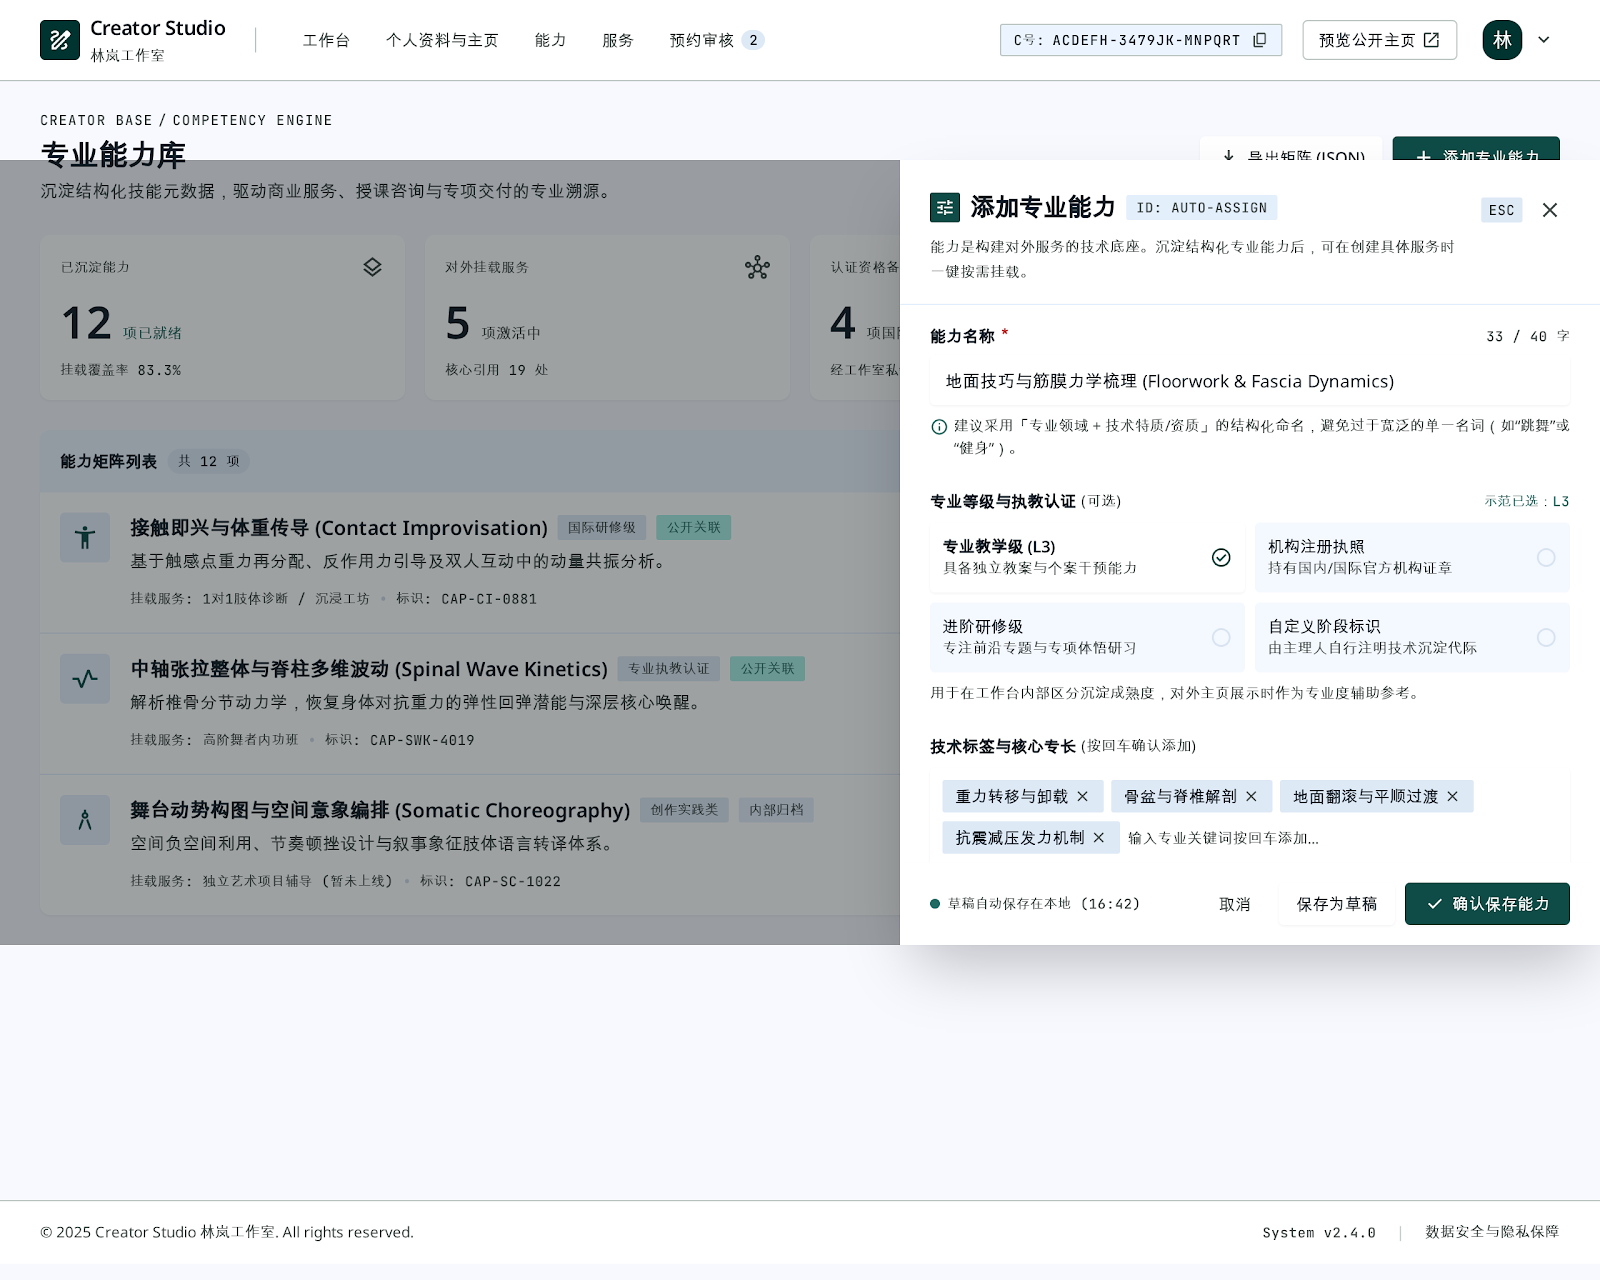 Creator Studio
林岚工作室
工作台 个人资料与主页 能力 服务 预约审核 2
C号: ACDEFH-3479JK-MNPQRT
预览公开主页
林
CREATOR BASE / COMPETENCY ENGINE
专业能力库
导出矩阵 (JSON)
添加专业能力
沉淀结构化技能元数据，驱动商业服务、授课咨询与专项交付的专业溯源。
已沉淀能力
12 项已就绪
挂载覆盖率 83.3%
对外挂载服务
5 项激活中
核心引用 19 处
认证资格备
4 项国
经工作室私
能力矩阵列表 共 12 项
接触即兴与体重传导 (Contact Improvisation) 国际研修级 公开关联
基于触感点重力再分配、反作用力引导及双人互动中的动量共振分析。
挂载服务: 1对1肢体诊断 / 沉浸工坊 • 标识: CAP-CI-0881
中轴张拉整体与脊柱多维波动 (Spinal Wave Kinetics) 专业执教认证 公开关联
解析椎骨分节动力学，恢复身体对抗重力的弹性回弹潜能与深层核心唤醒。
挂载服务: 高阶舞者内功班 • 标识: CAP-SWK-4019
舞台动势构图与空间意象编排 (Somatic Choreography) 创作实践类 内部归档
空间负空间利用、节奏顿挫设计与叙事象征肢体语言转译体系。
挂载服务: 独立艺术项目辅导 (暂未上线) • 标识: CAP-SC-1022
添加专业能力 ID: AUTO-ASSIGN
ESC
能力是构建对外服务的技术底座。沉淀结构化专业能力后，可在创建具体服务时
一键按需挂载。
能力名称 * 33 / 40 字
地面技巧与筋膜力学梳理 (Floorwork & Fascia Dynamics)
建议采用「专业领域 + 技术特质/资质」的结构化命名，避免过于宽泛的单一名词（如“跳舞”或
“健身”）。
专业等级与执教认证 (可选) 示范已选：L3
专业教学级 (L3)
具备独立教案与个案干预能力
机构注册执照
持有国内/国际官方机构证章
进阶研修级
专注前沿专题与专项体悟研习
自定义阶段标识
由主理人自行注明技术沉淀代际
用于在工作台内部区分沉淀成熟度，对外主页展示时作为专业度辅助参考。
技术标签与核心专长 (按回车确认添加)
重力转移与卸载 骨盆与脊椎解剖 地面翻滚与平顺过渡
抗震减压发力机制 输入专业关键词按回车添加...
草稿自动保存在本地 (16:42) 取消 保存为草稿 确认保存能力
© 2025 Creator Studio 林岚工作室. All rights reserved.
System v2.4.0 | 数据安全与隐私保障